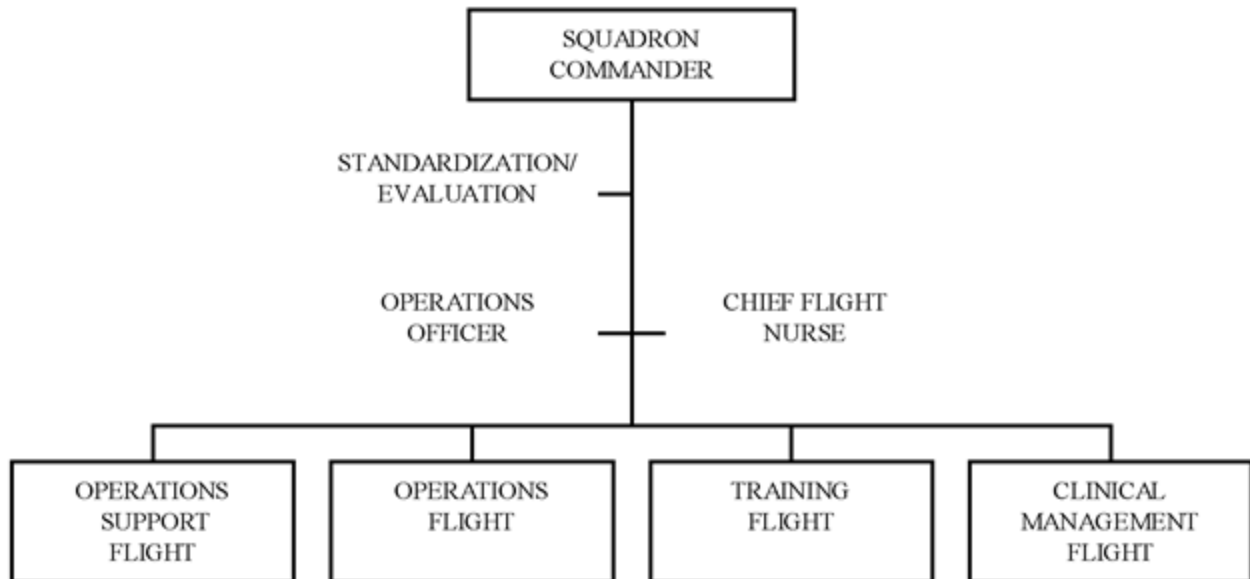 SQUADRON
COMMANDER
STANDARDIZATION/
EVALUATION
OPERATIONS
OFFICER
CHIEF FLIGHT
NURSE
OPERATIONS
SUPPORT
FLIGHT
OPERATIONS
FLIGHT
TRAINING
FLIGHT
CLINICAL
MANAGEMENT
FLIGHT